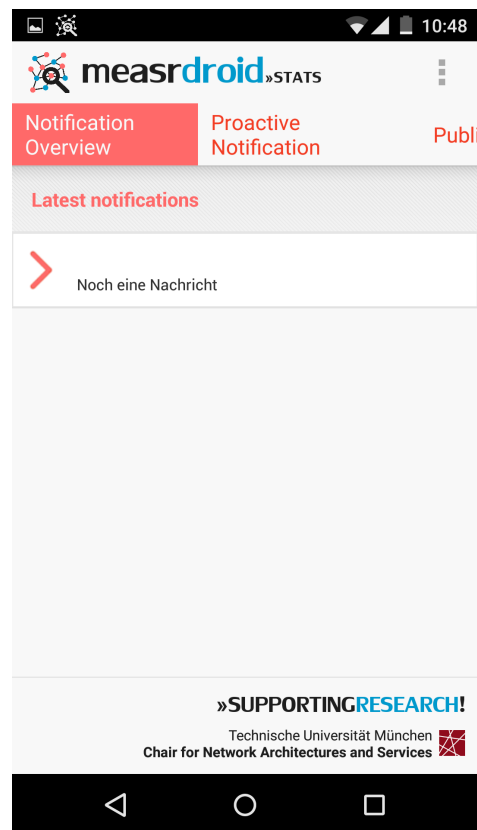 10:48
measrdroid»STATS
Notification
Overview
Proactive
Notification
Publi
Latest notifications
Noch eine Nachricht
»SUPPORTINGRESEARCH!
Technische Universität München
Chair for Network Architectures and Services